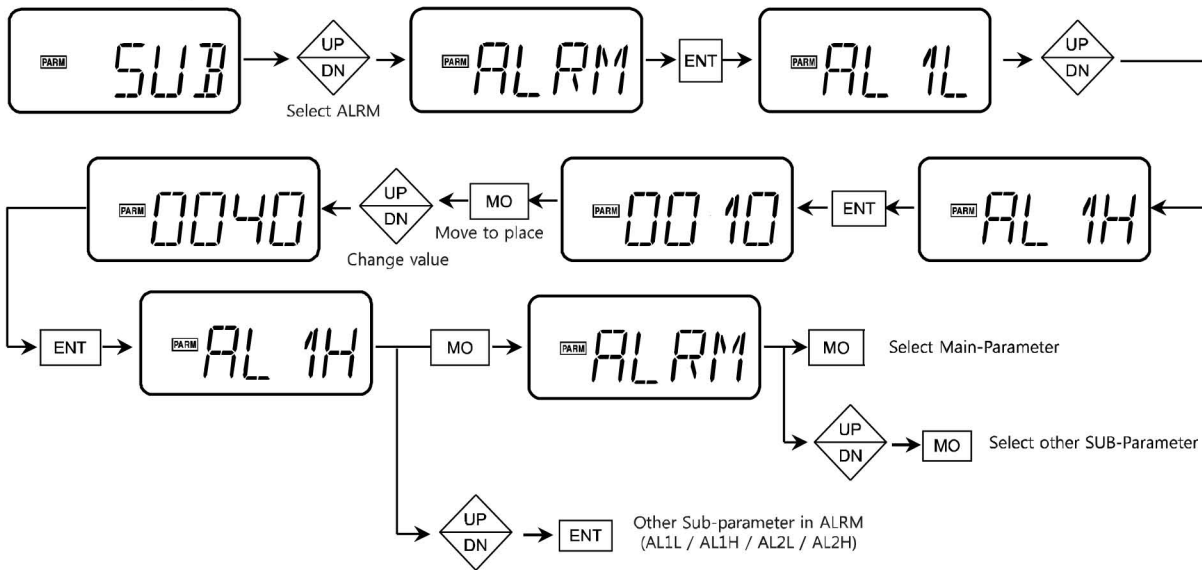 PARM SUB
UP
DN
Select ALRM
PARM ALRM
ENT
PARM AL 1L
UP
DN
PARM 0040
UP
DN
Change value
MO
Move to place
PARM 0010
ENT
PARM AL 1H
ENT
PARM AL 1H
MO
PARM ALRM
MO
Select Main-Parameter
UP
DN
MO
Select other SUB-Parameter
UP
DN
ENT
Other Sub-parameter in ALRM
(AL1L / AL1H / AL2L / AL2H)